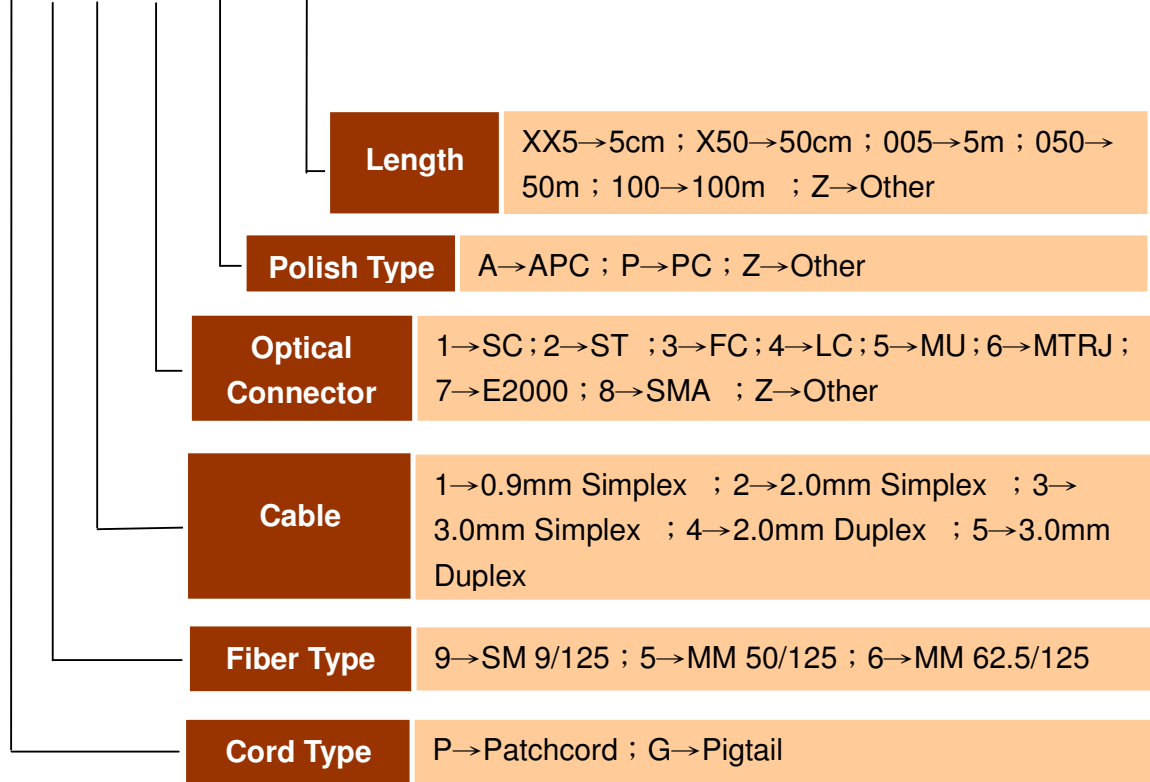 Length
XX5→5cm；X50→50cm；005→5m；050→
50m；100→100m ；Z→Other
Polish Type
A→APC；P→PC；Z→Other
Optical
Connector
1→SC；2→ST ；3→FC；4→LC；5→MU；6→MTRJ；
7→E2000；8→SMA ；Z→Other
Cable
1→0.9mm Simplex ；2→2.0mm Simplex ；3→
3.0mm Simplex ；4→2.0mm Duplex ；5→3.0mm
Duplex
Fiber Type
9→SM 9/125；5→MM 50/125；6→MM 62.5/125
Cord Type
P→Patchcord；G→Pigtail